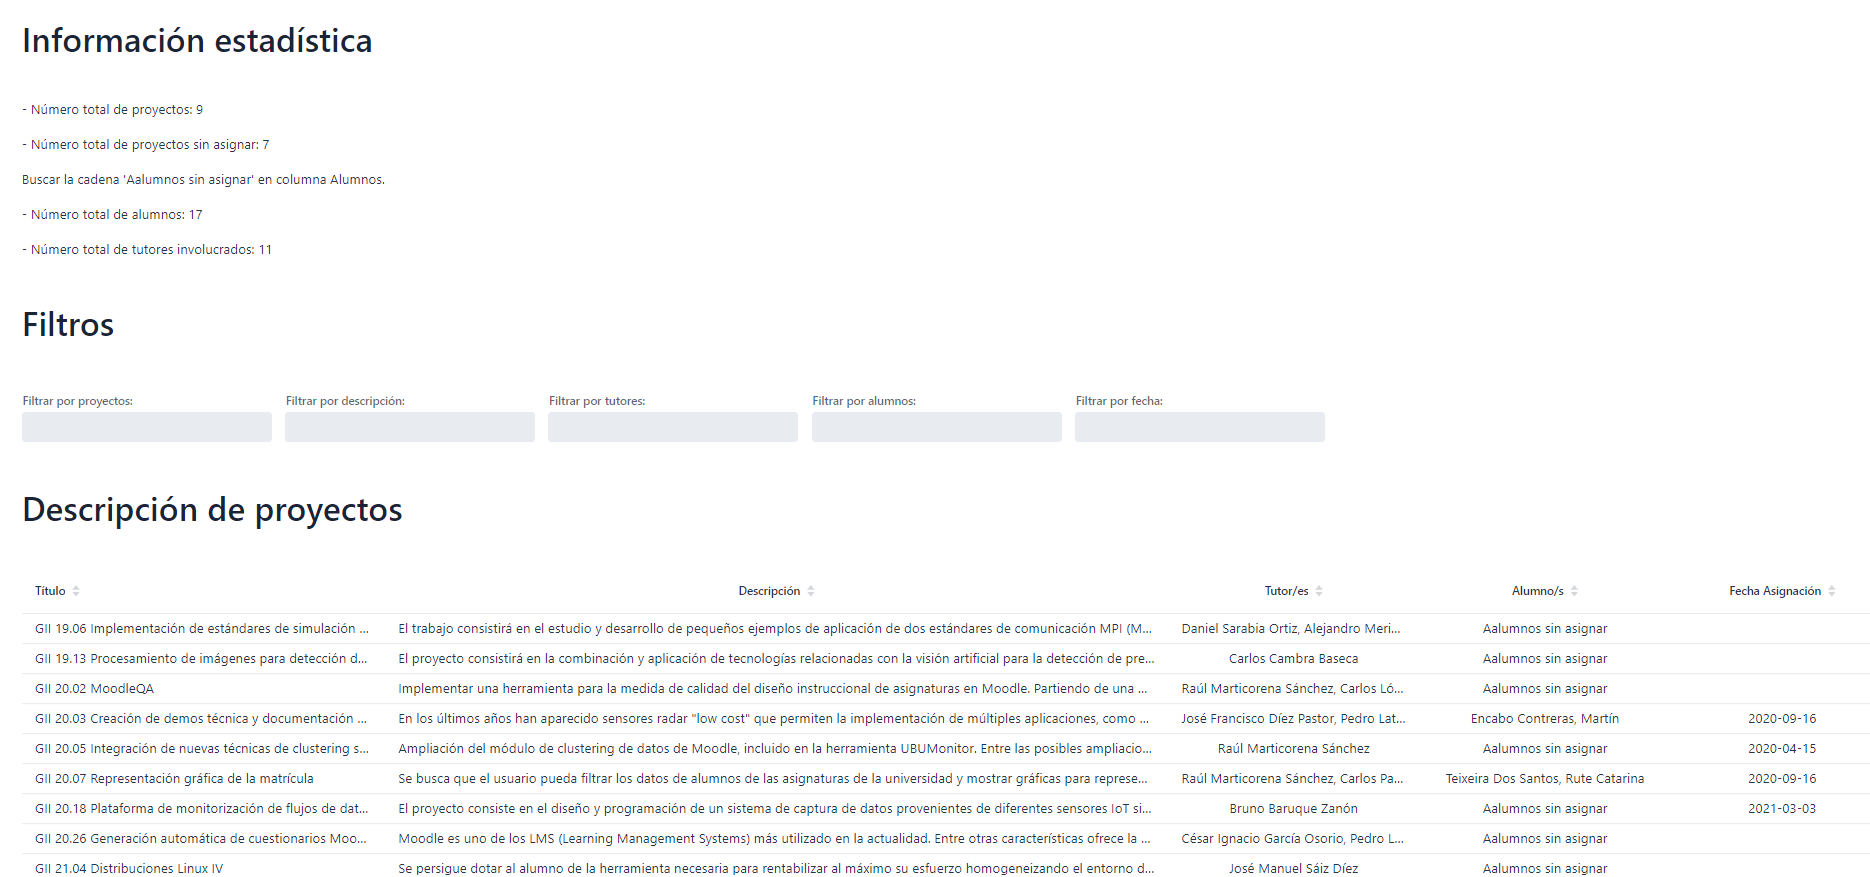 Información estadística
- Número total de proyectos: 9
- Número total de proyectos sin asignar: 7
Buscar la cadena 'Aalumnos sin asignar' en columna Alumnos.
- Número total de alumnos: 17
- Número total de tutores involucrados: 11
Filtros
Filtrar por proyectos: Filtrar por descripción: Filtrar por tutores: Filtrar por alumnos: Filtrar por fecha:
Descripción de proyectos
Título Descripción Tutor/es Alumno/s Fecha Asignación
GII 19.06 Implementación de estándares de simulación ... El trabajo consistirá en el estudio y desarrollo de pequeños ejemplos de aplicación de dos estándares de comunicación MPI (M... Daniel Sarabia Ortiz, Alejandro Meri... Aalumnos sin asignar
GII 19.13 Procesamiento de imágenes para detección d... El proyecto consistirá en la combinación y aplicación de tecnologías relacionadas con la visión artificial para la detección de pre... Carlos Cambra Baseca Aalumnos sin asignar
GII 20.02 MoodleQA Implementar una herramienta para la medida de calidad del diseño instruccional de asignaturas en Moodle. Partiendo de una ... Raúl Marticorena Sánchez, Carlos Ló... Aalumnos sin asignar
GII 20.03 Creación de demos técnica y documentación ... En los últimos años han aparecido sensores radar "low cost" que permiten la implementación de múltiples aplicaciones, como ... José Francisco Díez Pastor, Pedro Lat... Encabo Contreras, Martín 2020-09-16
GII 20.05 Integración de nuevas técnicas de clustering s... Ampliación del módulo de clustering de datos de Moodle, incluido en la herramienta UBUMonitor. Entre las posibles ampliacio... Raúl Marticorena Sánchez Aalumnos sin asignar 2020-04-15
GII 20.07 Representación gráfica de la matrícula Se busca que el usuario pueda filtrar los datos de alumnos de las asignaturas de la universidad y mostrar gráficas para represe... Raúl Marticorena Sánchez, Carlos Pa... Teixeira Dos Santos, Rute Catarina 2020-09-16
GII 20.18 Plataforma de monitorización de flujos de dat... El proyecto consiste en el diseño y programación de un sistema de captura de datos provenientes de diferentes sensores IoT si... Bruno Baruque Zanón Aalumnos sin asignar 2021-03-03
GII 20.26 Generación automática de cuestionarios Moo... Moodle es uno de los LMS (Learning Management Systems) más utilizado en la actualidad. Entre otras características ofrece la ... César Ignacio García Osorio, Pedro L... Aalumnos sin asignar
GII 21.04 Distribuciones Linux IV Se persigue dotar al alumno de la herramienta necesaria para rentabilizar al máximo su esfuerzo homogeneizando el entorno d... José Manuel Sáiz Díez Aalumnos sin asignar